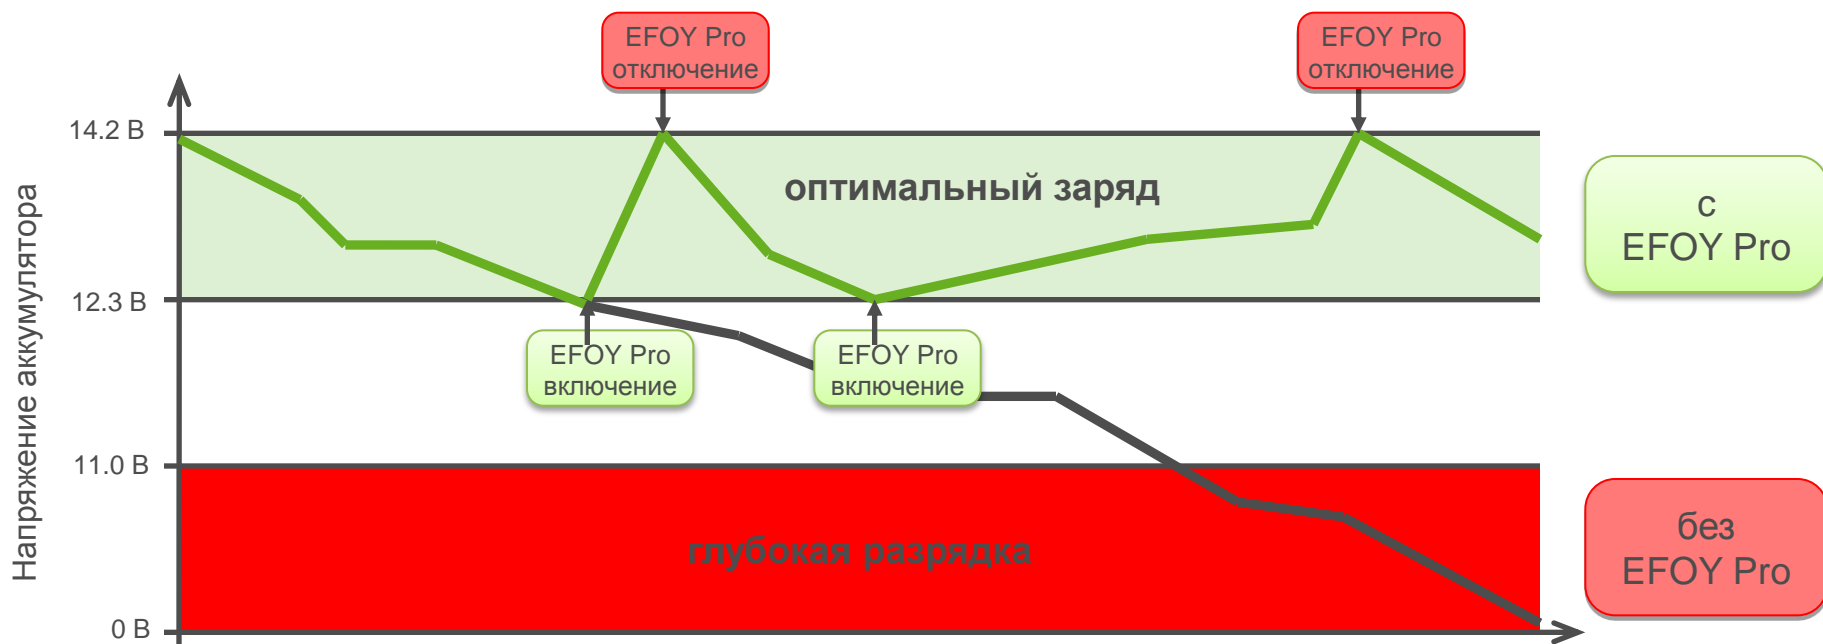 EFOY Pro
отключение
EFOY Pro
отключение
14.2 В
оптимальный заряд
с
EFOY Pro
12.3 В
EFOY Pro
включение
EFOY Pro
включение
Напряжение аккумулятора
11.0 В
глубокая разрядка
без
EFOY Pro
0 В